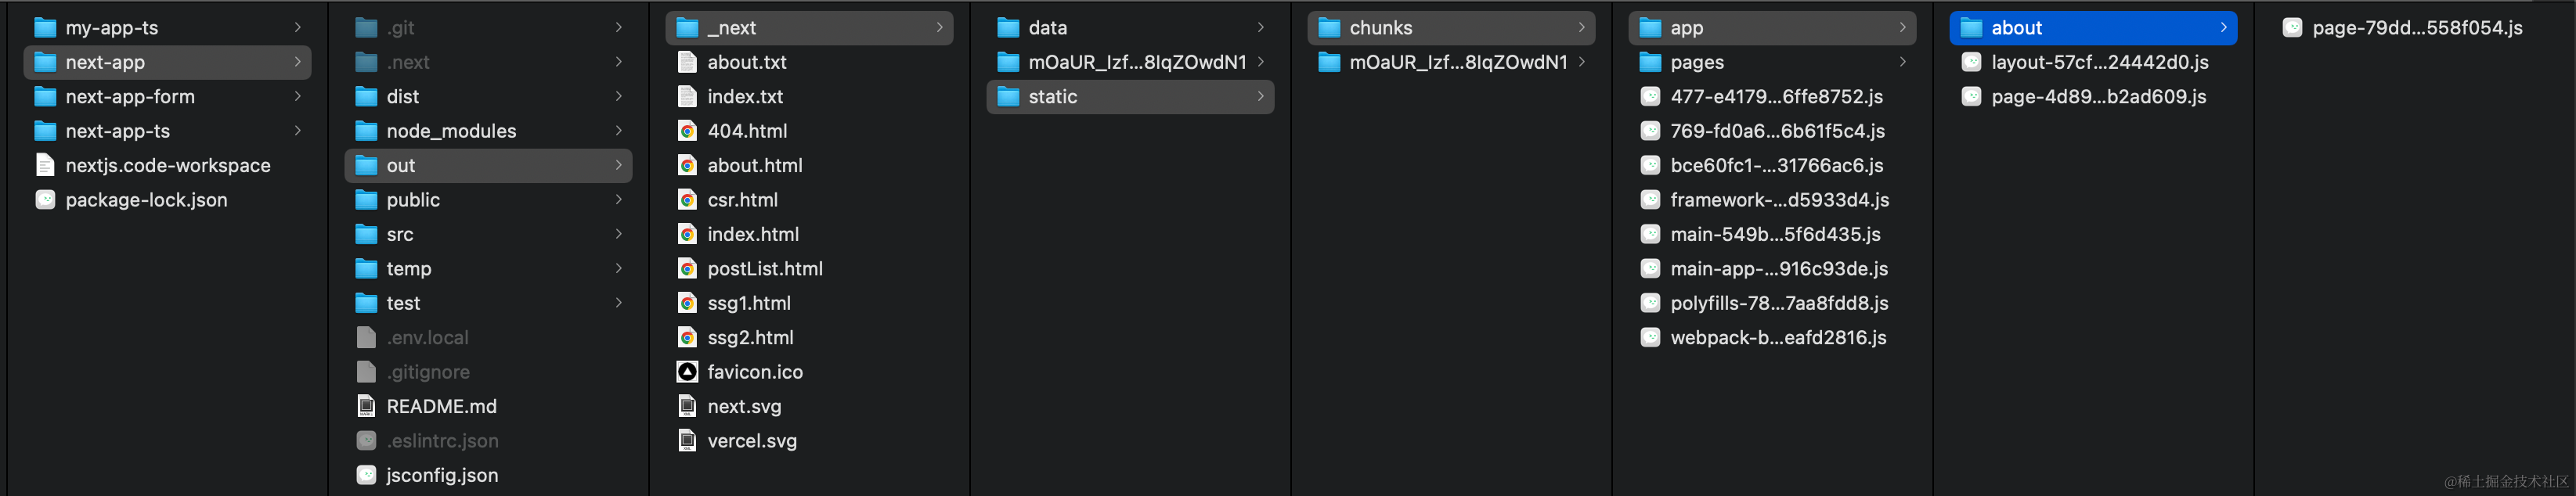 my-app-ts
next-app
next-app-form
next-app-ts
nextjs.code-workspace
package-lock.json
.git
.next
dist
node_modules
out
public
src
temp
test
.env.local
.gitignore
README.md
.eslintrc.json
jsconfig.json
_next
about.txt
index.txt
404.html
about.html
csr.html
index.html
postList.html
ssg1.html
ssg2.html
favicon.ico
next.svg
vercel.svg
data
mOaUR_Izf...8IqZOwdN1
static
chunks
mOaUR_Izf...8IqZOwdN1
app
pages
477-e4179...6ffe8752.js
769-fd0a6...6b61f5c4.js
bce60fc1-...31766ac6.js
framework-...d5933d4.js
main-549b...5f6d435.js
main-app-...916c93de.js
polyfills-78...7aa8fdd8.js
webpack-b...eafd2816.js
about
layout-57cf...24442d0.js
page-4d89...b2ad609.js
page-79dd...558f054.js
@稀土掘金技术社区